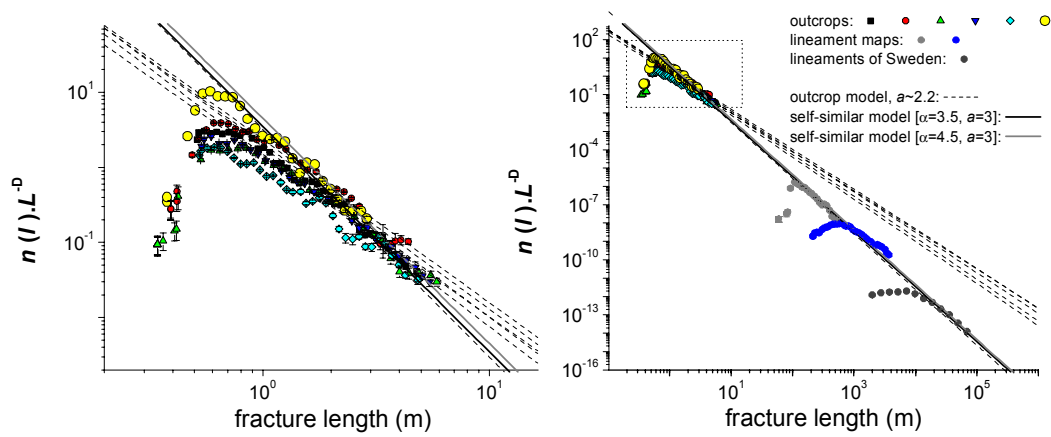 n (l ).L^-D
10^1
10^-1
10^0
10^1
fracture length (m)
n (l ).L^-D
10^2
10^-1
10^-4
10^-7
10^-10
10^-13
10^-16
10^1
10^3
10^5
fracture length (m)
outcrops:
lineament maps:
lineaments of Sweden:
outcrop model, a~2.2:
self-similar model [α=3.5, a=3]:
self-similar model [α=4.5, a=3]: